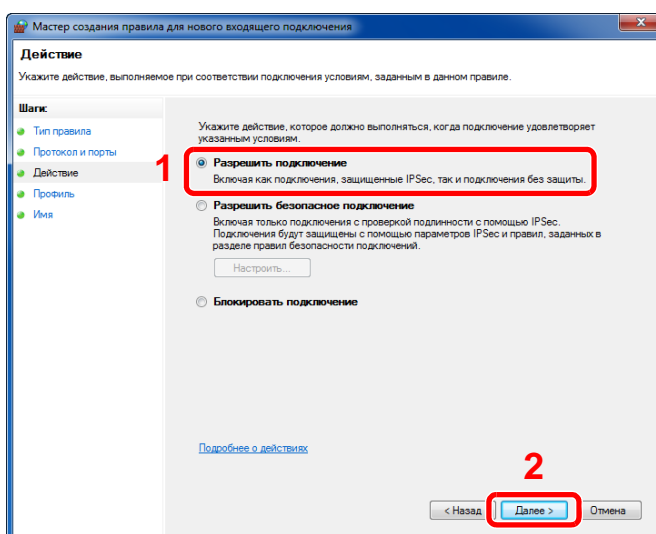 Мастер создания правила для нового входящего подключения
Действие
Укажите действие, выполняемое при соответствии подключения условиям, заданным в данном правиле.
Шаги:
Тип правила
Протокол и порты
Действие
Профиль
Имя
Укажите действие, которое должно выполняться, когда подключение удовлетворяет
указанным условиям.
1
Разрешить подключение
Включая как подключения, защищенные IPSec, так и подключения без защиты.
Разрешить безопасное подключение
Включая только подключения с проверкой подлинности с помощью IPSec.
Подключения будут защищены с помощью параметров IPSec и правил, заданных в
разделе правил безопасности подключений.
Настроить...
Блокировать подключение
Подробнее о действиях
2
< Назад
Далее >
Отмена